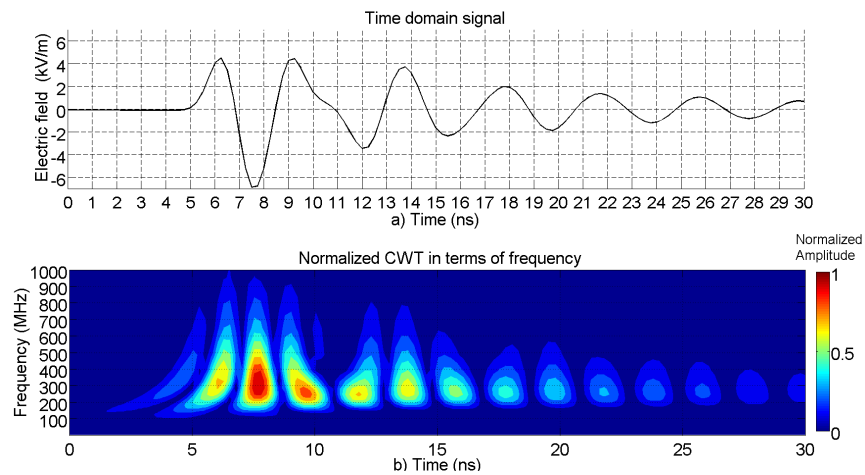 Time domain signal
Electric field (kV/m)
6
4
2
0
-2
-4
-6
0 1 2 3 4 5 6 7 8 9 10 11 12 13 14 15 16 17 18 19 20 21 22 23 24 25 26 27 28 29 30
a) Time (ns)
Normalized CWT in terms of frequency
Normalized
Amplitude
Frequency (MHz)
1000
900
800
700
600
500
400
300
200
100
1
0.5
0
0 5 10 15 20 25 30
b) Time (ns)